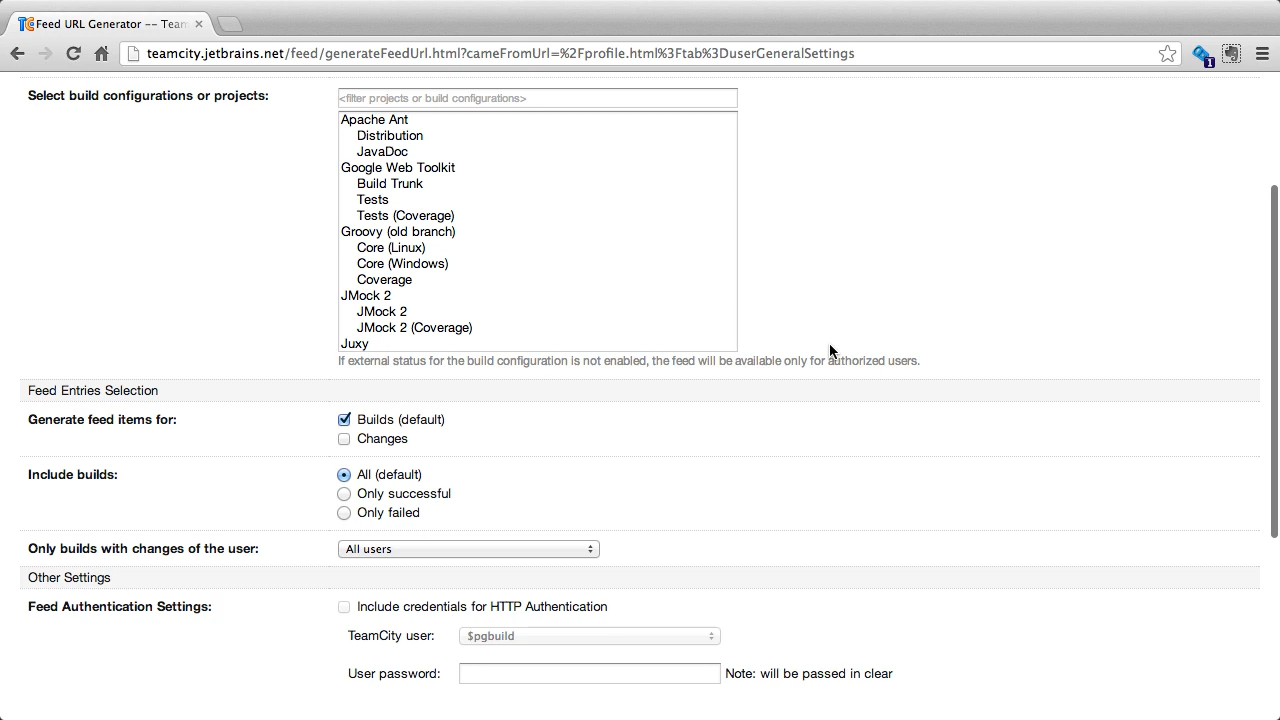 Feed URL Generator -- Team
teamcity.jetbrains.net/feed/generateFeedUrl.html?cameFromUrl=%2Fprofile.html%3Ftab%3DuserGeneralSettings
1
Select build configurations or projects:
<filter projects or build configurations>
Apache Ant
Distribution
JavaDoc
Google Web Toolkit
Build Trunk
Tests
Tests (Coverage)
Groovy (old branch)
Core (Linux)
Core (Windows)
Coverage
JMock 2
JMock 2
JMock 2 (Coverage)
Juxy
If external status for the build configuration is not enabled, the feed will be available only for authorized users.
Feed Entries Selection
Generate feed items for:
Builds (default)
Changes
Include builds:
All (default)
Only successful
Only failed
Only builds with changes of the user:
All users
Other Settings
Feed Authentication Settings:
Include credentials for HTTP Authentication
TeamCity user:
$pgbuild
User password:
Note: will be passed in clear